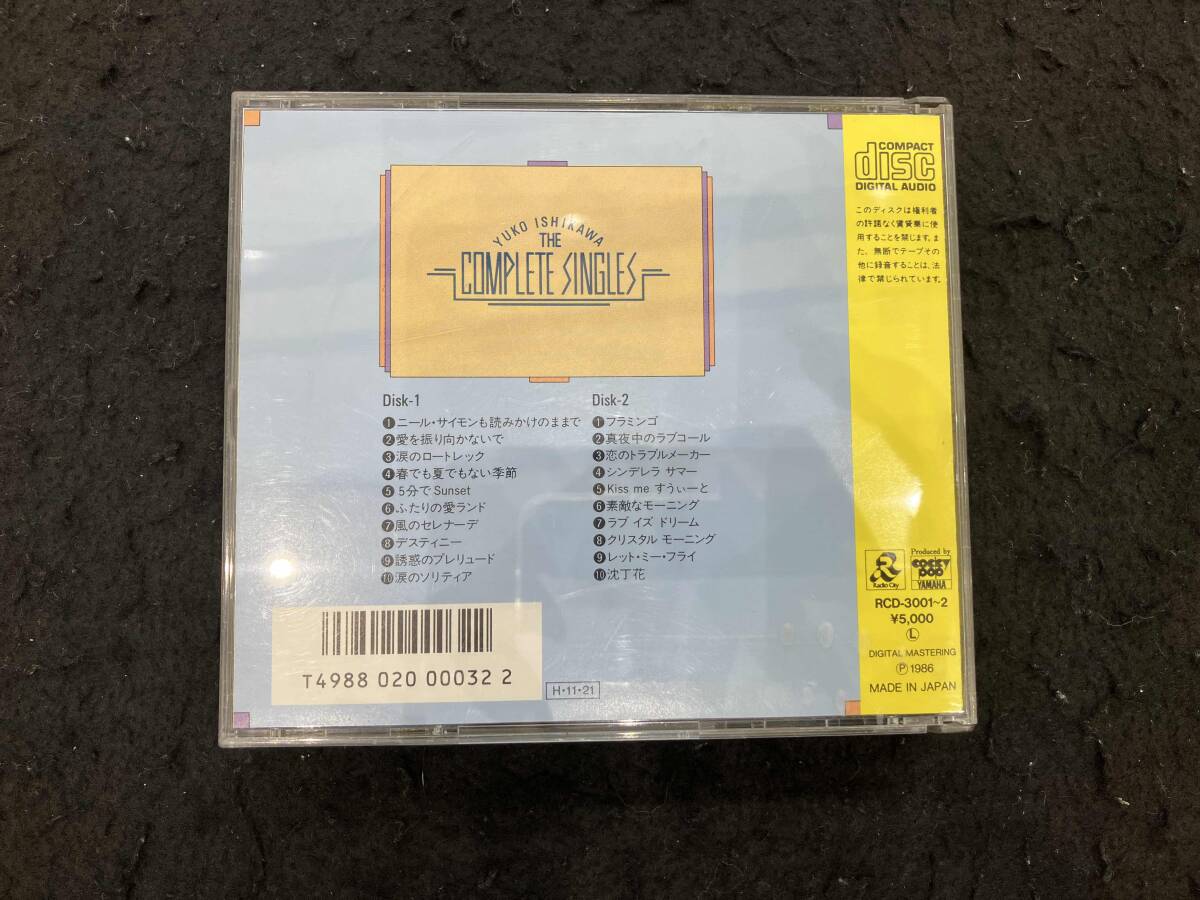 YUKO ISHIKAWA
THE
COMPLETE SINGLES
Disk-1
❶ニール・サイモンも読みかけのままで
❷愛を振り向かないで
❸涙のロートレック
❹春でも夏でもない季節
❺5分でSunset
❻ふたりの愛ランド
❼風のセレナーデ
❽デスティニー
❾誘惑のプレリュード
❿涙のソリティア
Disk-2
❶フラミンゴ
❷真夜中のラブコール
❸恋のトラブルメーカー
❹シンデレラ サマー
❺Kiss me すうぃーと
❻素敵なモーニング
❼ラブ イズ ドリーム
❽クリスタル モーニング
❾レット・ミー・フライ
❿沈丁花
T4988 020 00032 2
H・11・21
COMPACT
disc
DIGITAL AUDIO
このディスクは権利者
の許諾なく賃貸業に使
用することを禁じます。ま
た、無断でテープその
他に録音することは、法
律で禁じられています。
Radio City
Produced by
COCKY
POP
YAMAHA
RCD-3001~2
¥5,000
Ⓛ
DIGITAL MASTERING
Ⓟ 1986
MADE IN JAPAN